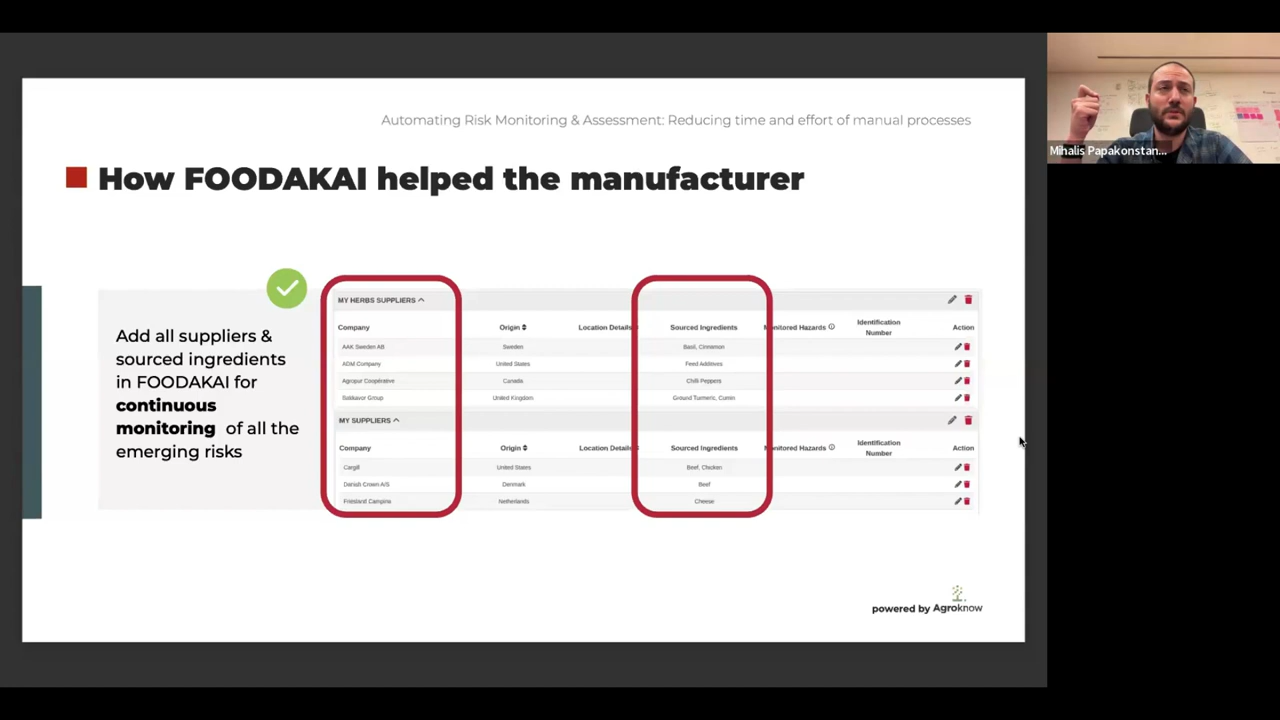 Automating Risk Monitoring & Assessment: Reducing time and effort of manual processes
How FOODAKAI helped the manufacturer
Add all suppliers &
sourced ingredients
in FOODAKAI for
continuous
monitoring of all the
emerging risks
MY HERBS SUPPLIERS
Company Origin Location Details Sourced Ingredients Monitored Hazards Identification Number Action
AAK Sweden AB Sweden Basil, Cinnamon
ADM Company United States Feed Additives
Agropur Coopérative Canada Chilli Peppers
Bakkavor Group United Kingdom Ground Turmeric, Cumin
MY SUPPLIERS
Company Origin Location Details Sourced Ingredients Monitored Hazards Identification Number Action
Cargill United States Beef, Chicken
Danish Crown A/S Denmark Beef
Friesland Campina Netherlands Cheese
powered by Agroknow
Mihalis Papakonstan...